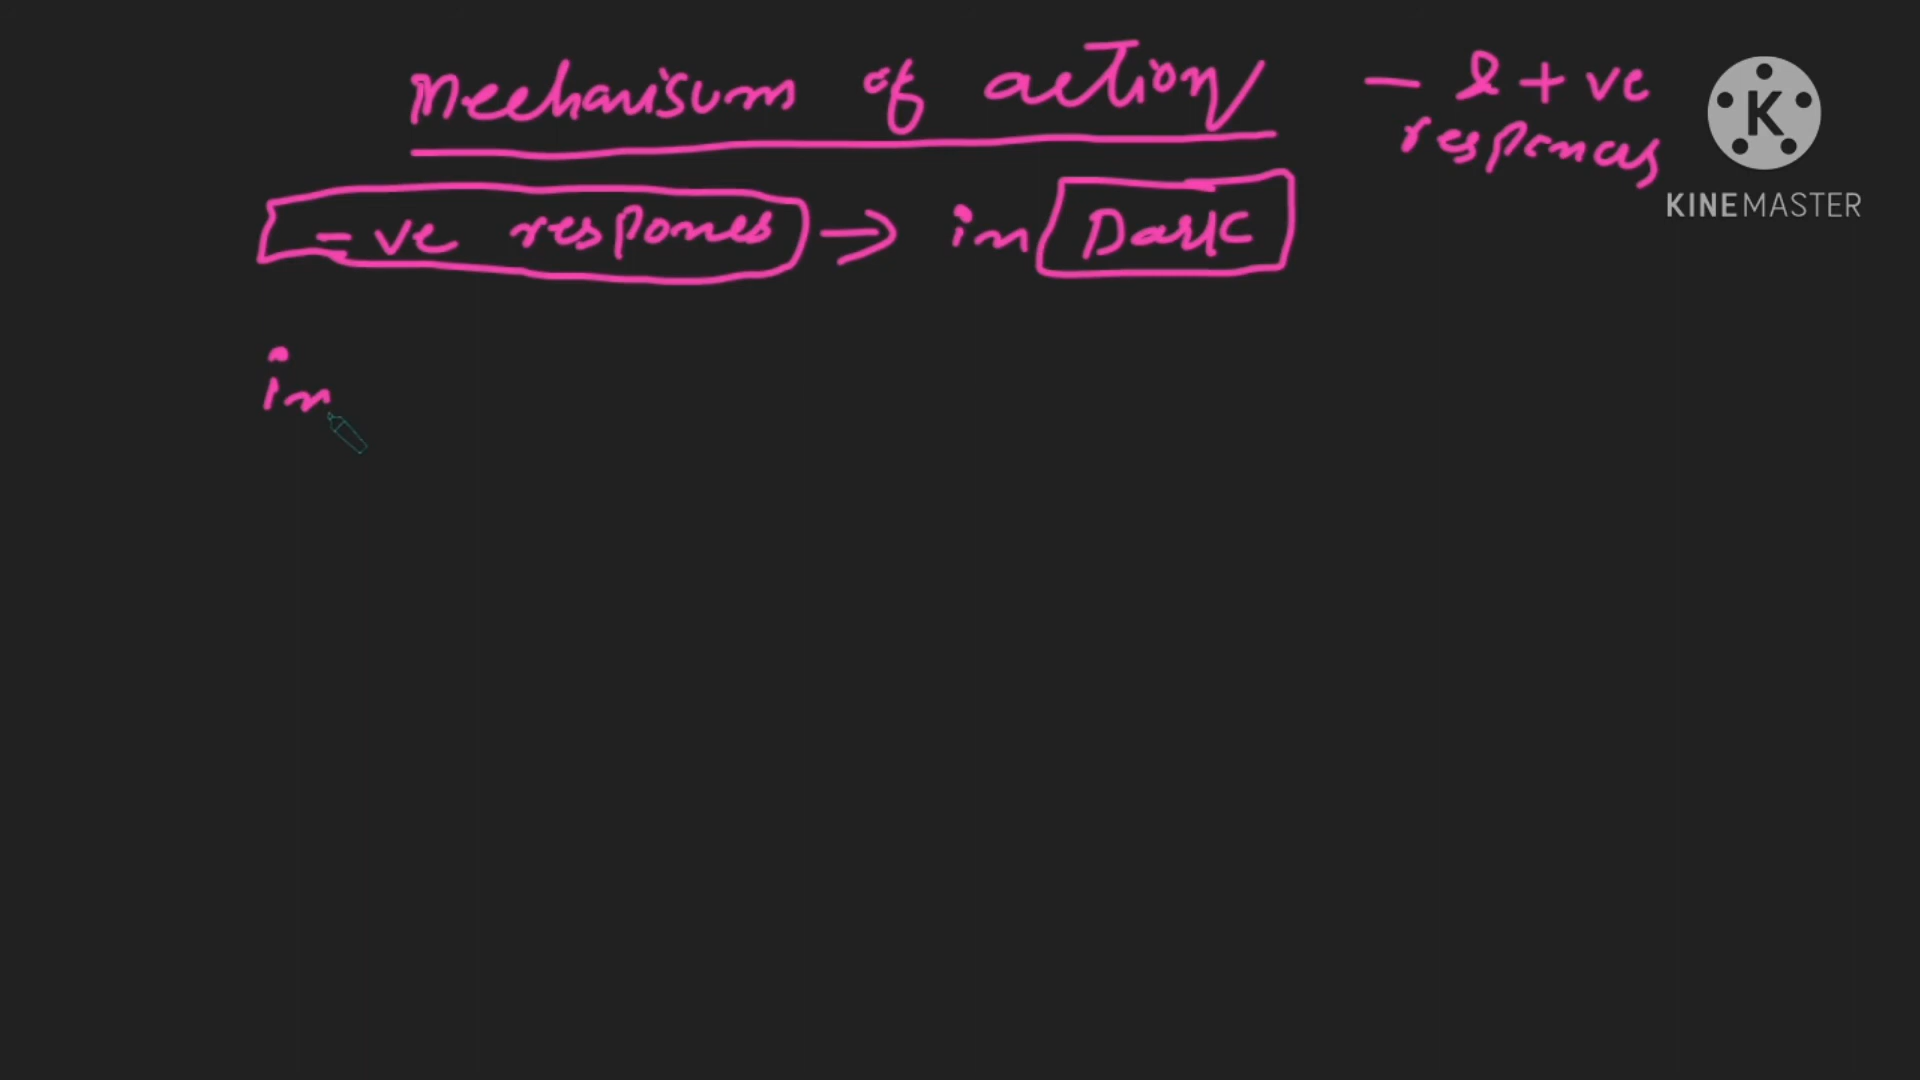 Mechanisum of action - & + ve
responces
K
KINEMASTER
- ve respones → in Dark
in